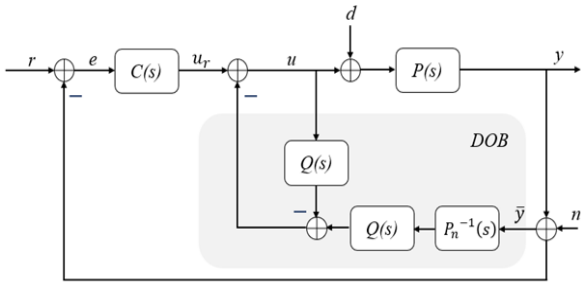 d
r e C(s) u_r u P(s) y
− −
DOB
Q(s)
−
Q(s) P_n^{-1}(s) ȳ n